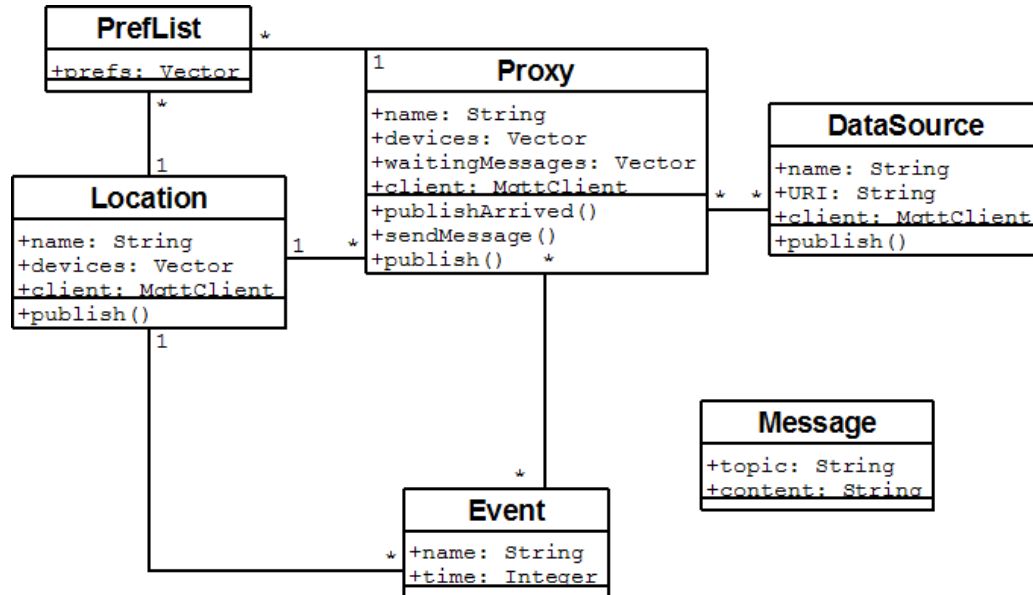 PrefList
+prefs: Vector
*
*
1
Proxy
+name: String
+devices: Vector
+waitingMessages: Vector
+client: MqttClient
+publishArrived()
+sendMessage()
+publish()
*
*
*
DataSource
+name: String
+URI: String
+client: MqttClient
+publish()
1
Location
+name: String
+devices: Vector
+client: MqttClient
+publish()
1
*
1
Message
+topic: String
+content: String
*
*
Event
+name: String
+time: Integer